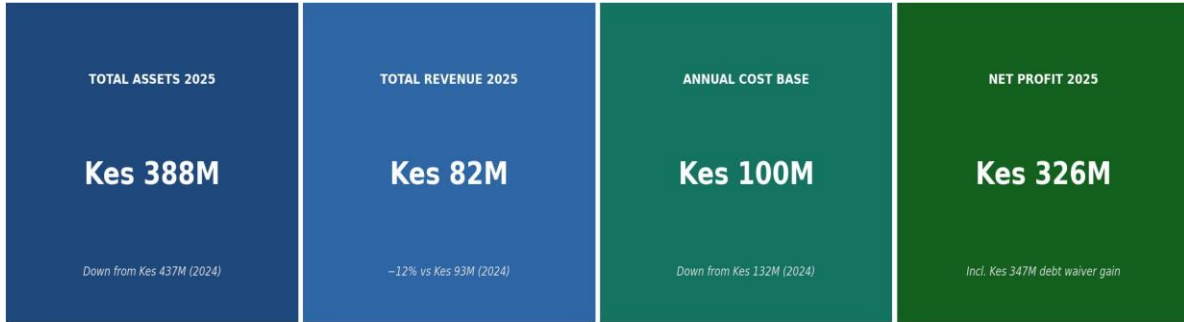 TOTAL ASSETS 2025
Kes 388M
Down from Kes 437M (2024)
TOTAL REVENUE 2025
Kes 82M
−12% vs Kes 93M (2024)
ANNUAL COST BASE
Kes 100M
Down from Kes 132M (2024)
NET PROFIT 2025
Kes 326M
Incl. Kes 347M debt waiver gain